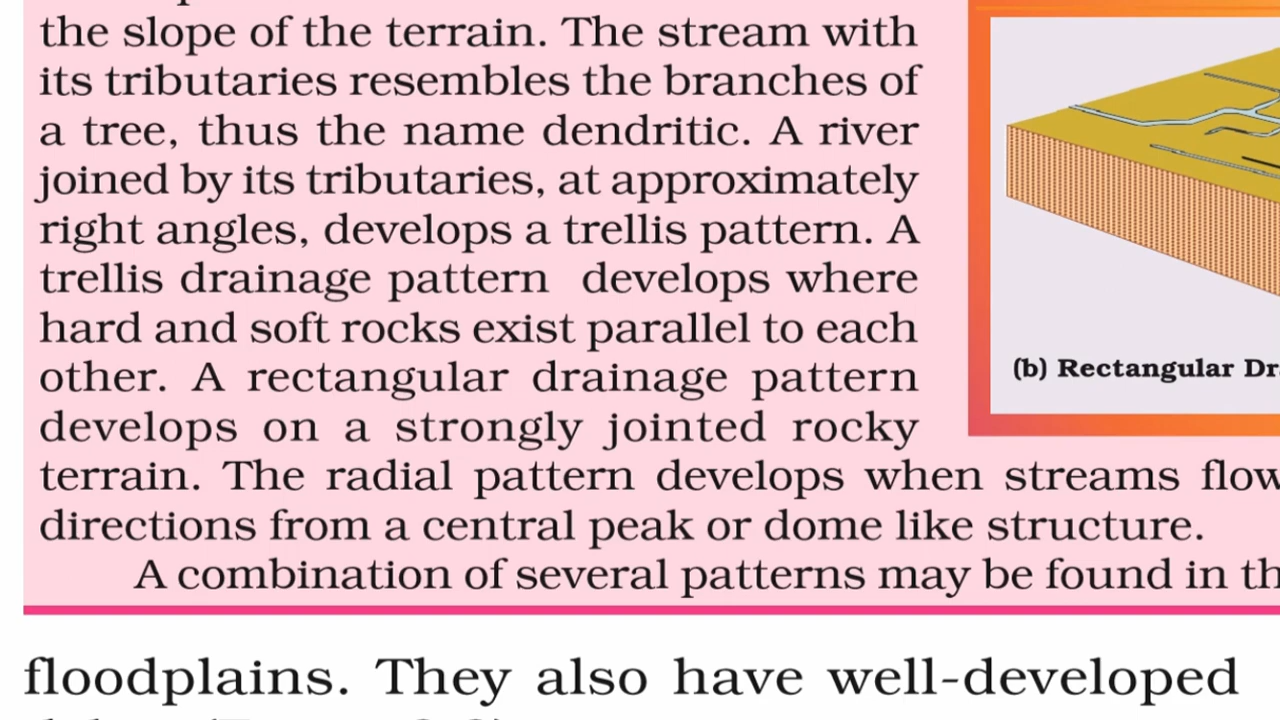 the slope of the terrain. The stream with
its tributaries resembles the branches of
a tree, thus the name dendritic. A river
joined by its tributaries, at approximately
right angles, develops a trellis pattern. A
trellis drainage pattern develops where
hard and soft rocks exist parallel to each
other. A rectangular drainage pattern
develops on a strongly jointed rocky
terrain. The radial pattern develops when streams flow
directions from a central peak or dome like structure.
A combination of several patterns may be found in th
(b) Rectangular Dr
floodplains. They also have well-developed